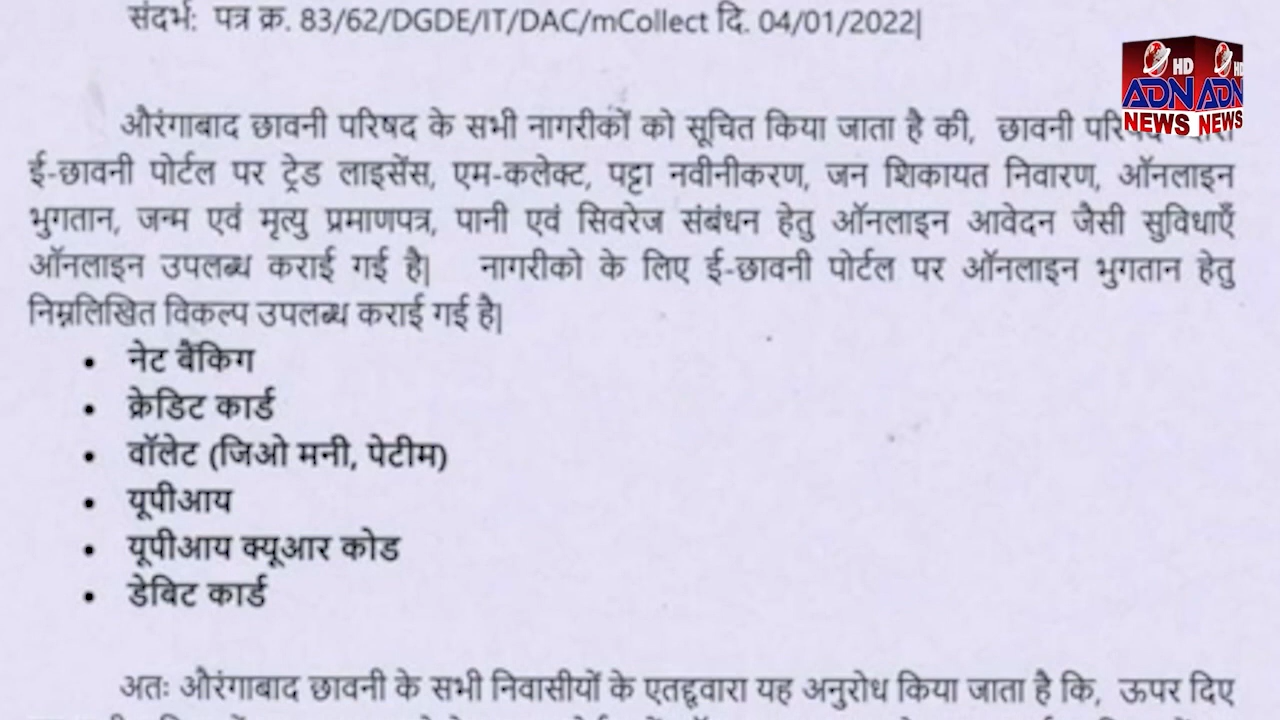 संदर्भ: पत्र क्र. 83/62/DGDE/IT/DAC/mCollect दि. 04/01/2022|
औरंगाबाद छावनी परिषद के सभी नागरीकों को सूचित किया जाता है की, छावनी
ई-छावनी पोर्टल पर ट्रेड लाइसेंस, एम-कलेक्ट, पट्टा नवीनीकरण, जन शिकायत निवारण, ऑनलाइन
भुगतान, जन्म एवं मृत्यु प्रमाणपत्र, पानी एवं सिवरेज संबंधन हेतु ऑनलाइन आवेदन जैसी सुविधाएँ
ऑनलाइन उपलब्ध कराई गई है| नागरीको के लिए ई-छावनी पोर्टल पर ऑनलाइन भुगतान हेतु
निम्नलिखित विकल्प उपलब्ध कराई गई है|
• नेट बैंकिग
• क्रेडिट कार्ड
• वॉलेट (जिओ मनी, पेटीम)
• यूपीआय
• यूपीआय क्यूआर कोड
• डेबिट कार्ड
अतः औरंगाबाद छावनी के सभी निवासीयों के एतद्द्वारा यह अनुरोध किया जाता है कि, ऊपर दिए
HD HD
ADN ADN
NEWS NEWS